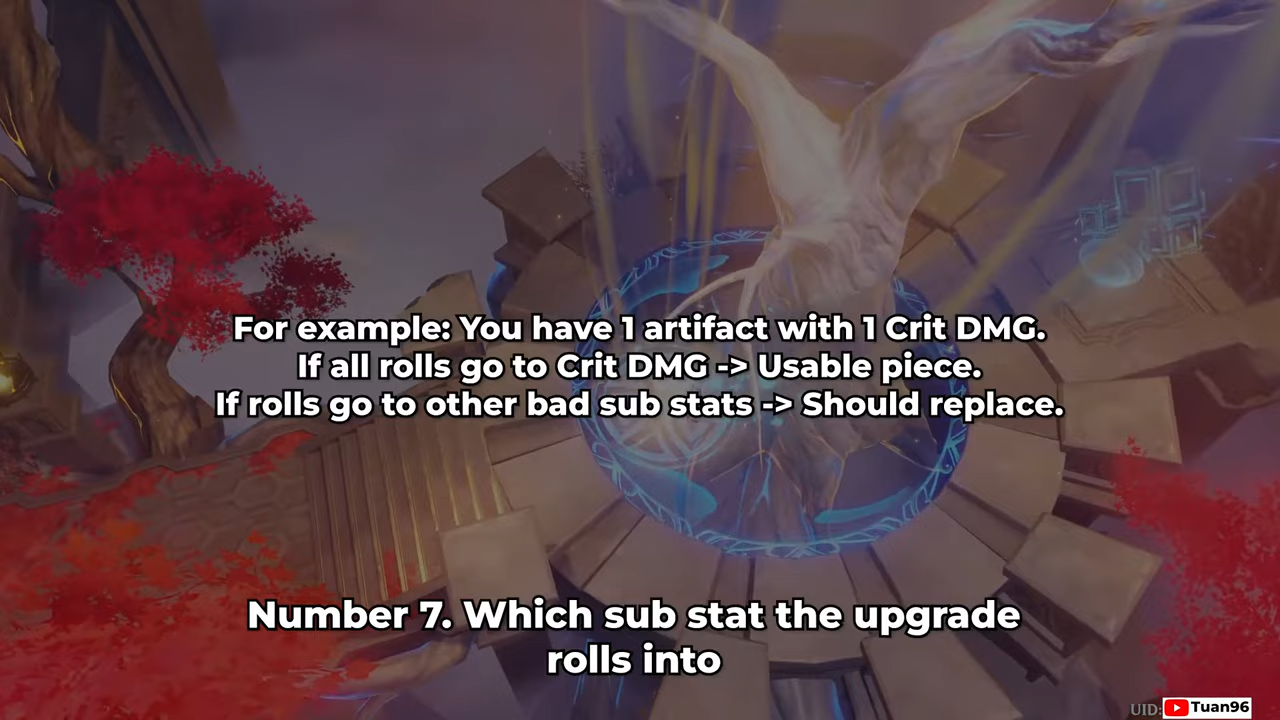 For example: You have 1 artifact with 1 Crit DMG.
If all rolls go to Crit DMG -> Usable piece.
If rolls go to other bad sub stats -> Should replace.
Number 7. Which sub stat the upgrade
rolls into
UID: Tuan96